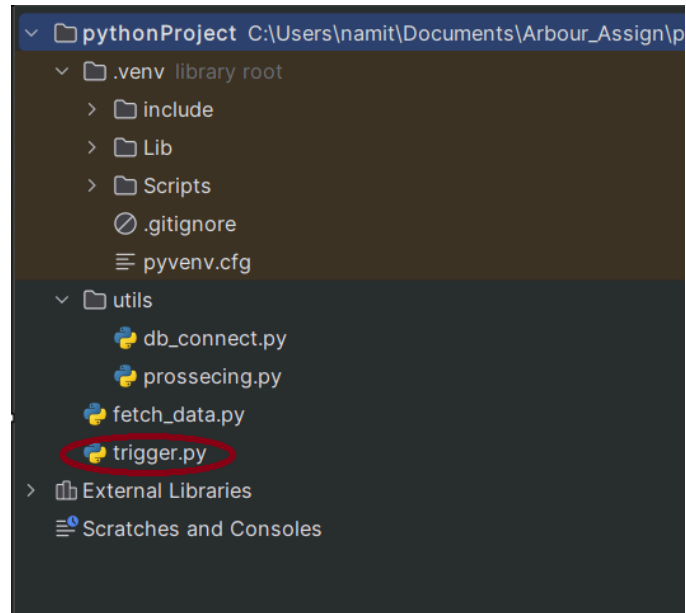 pythonProject C:\Users\namit\Documents\Arbour_Assign\p
.venv library root
include
Lib
Scripts
.gitignore
pyvenv.cfg
utils
db_connect.py
prossecing.py
fetch_data.py
trigger.py
External Libraries
Scratches and Consoles